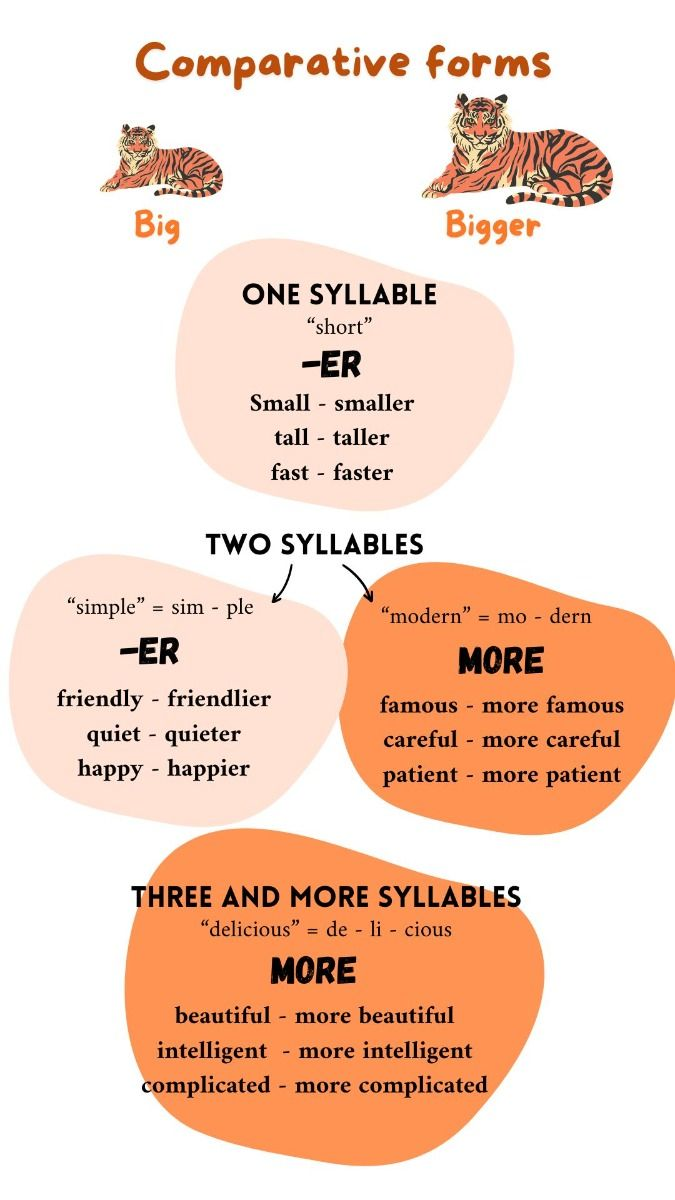 Comparative forms
Big
Bigger
ONE SYLLABLE
“short”
-ER
Small - smaller
tall - taller
fast - faster
TWO SYLLABLES
“simple” = sim - ple
-ER
friendly - friendlier
quiet - quieter
happy - happier
“modern” = mo - dern
MORE
famous - more famous
careful - more careful
patient - more patient
THREE AND MORE SYLLABLES
“delicious” = de - li - cious
MORE
beautiful - more beautiful
intelligent - more intelligent
complicated - more complicated